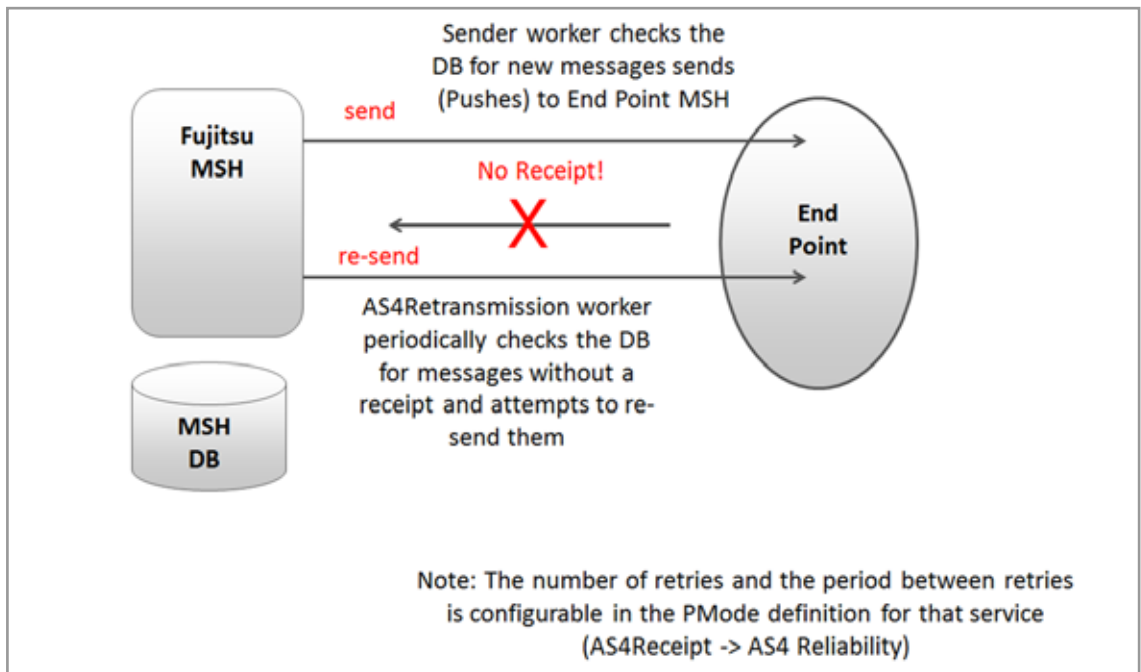 Sender worker checks the
DB for new messages sends
(Pushes) to End Point MSH
send
Fujitsu
MSH
No Receipt!
End
Point
re-send
AS4Retransmission worker
periodically checks the DB
for messages without a
receipt and attempts to re-
send them
MSH
DB
Note: The number of retries and the period between retries
is configurable in the PMode definition for that service
(AS4Receipt -> AS4 Reliability)